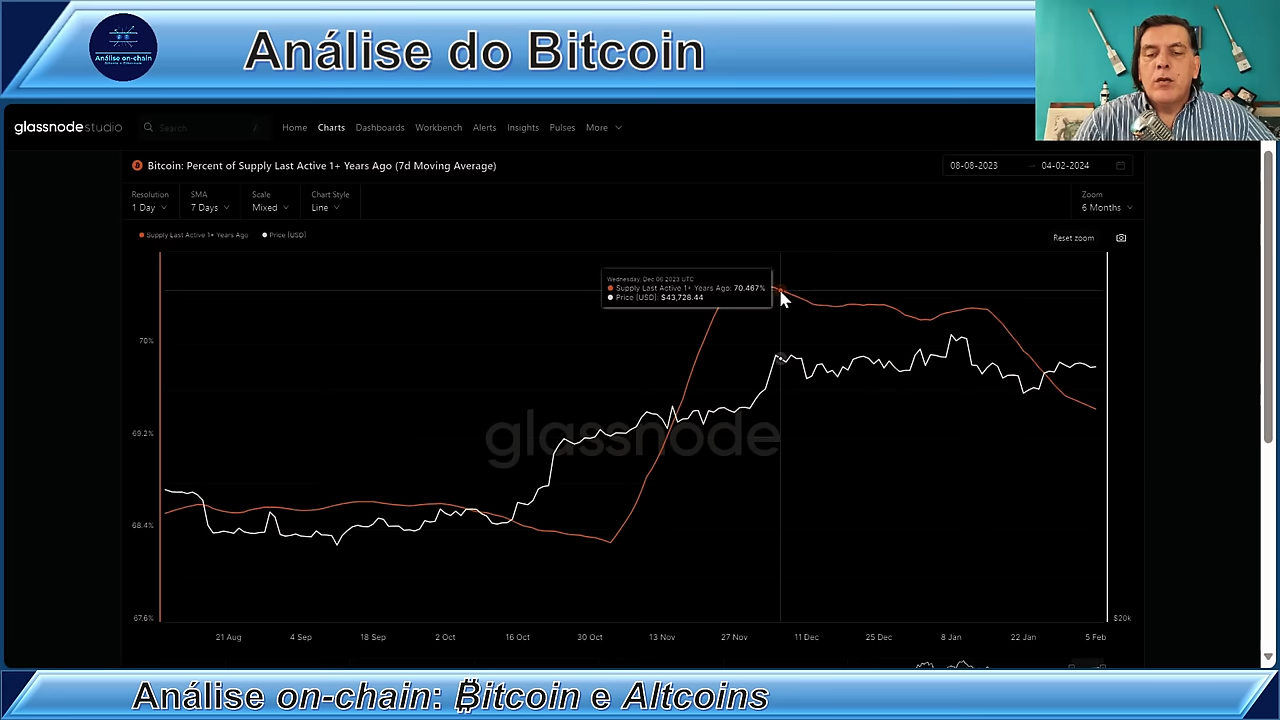 Análise do Bitcoin
Análise on-chain
glassnodestudio
Search /
Home Charts Dashboards Workbench Alerts Insights Pulses More
Bitcoin: Percent of Supply Last Active 1+ Years Ago (7d Moving Average)
08-08-2023 → 04-02-2024
Resolution SMA Scale Chart Style Zoom
1 Day 7 Days Mixed Line 6 Months
Supply Last Active 1+ Years Ago Price [USD]
Reset zoom
Wednesday, Dec 06 2023 UTC
Supply Last Active 1+ Years Ago: 70.467%
Price [USD]: $43,728.44
70%
69.2%
68.4%
67.6%
$20k
glassnode
21 Aug 4 Sep 18 Sep 2 Oct 16 Oct 30 Oct 13 Nov 27 Nov 11 Dec 25 Dec 8 Jan 22 Jan 5 Feb
Análise on-chain: ₿itcoin e Altcoins